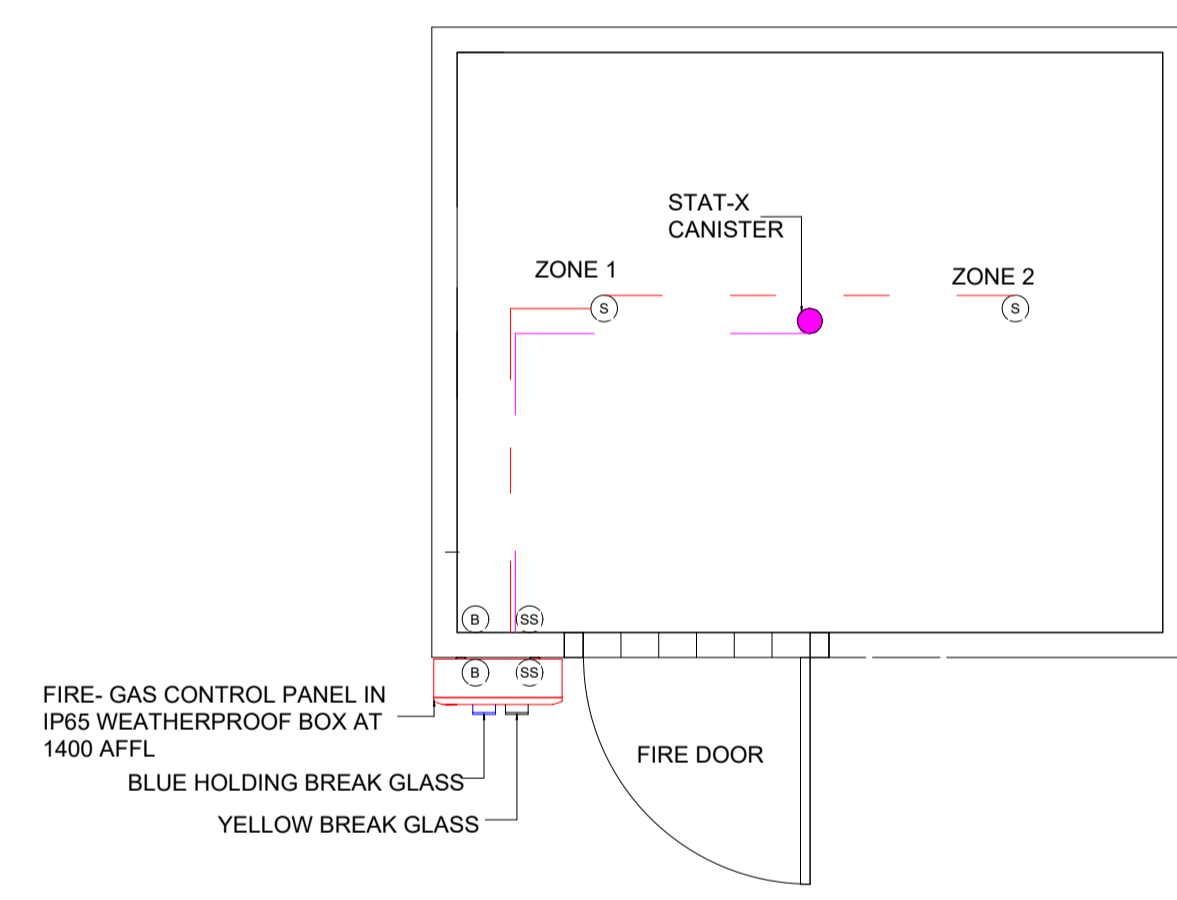 STAT-X
CANISTER
ZONE 1
ZONE 2
S
S
B
SS
B
SS
FIRE- GAS CONTROL PANEL IN
IP65 WEATHERPROOF BOX AT
1400 AFFL
FIRE DOOR
BLUE HOLDING BREAK GLASS
YELLOW BREAK GLASS